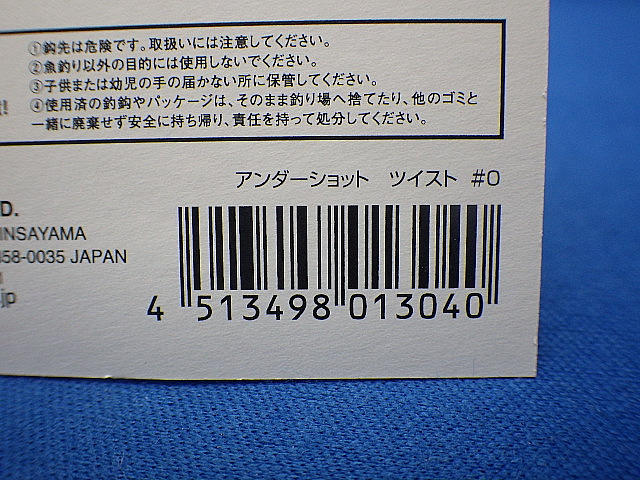 ①鈎先は危険です。取扱いには注意してください。
②魚釣り以外の目的には使用しないでください。
③子供または幼児の手の届かない所に保管してください。
④使用済の釣鈎やパッケージは、そのまま釣り場へ捨てたり、他のゴミと
一緒に廃棄せず安全に持ち帰り、責任を持って処分してください。
アンダーショット ツイスト #0
D.
INSAYAMA
58-0035 JAPAN
.jp
4 513498 013040